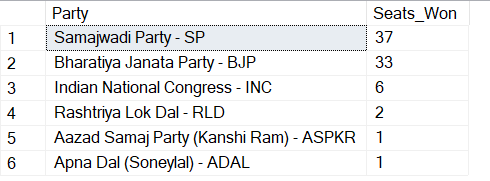 Party Seats_Won
1 Samajwadi Party - SP 37
2 Bharatiya Janata Party - BJP 33
3 Indian National Congress - INC 6
4 Rashtriya Lok Dal - RLD 2
5 Aazad Samaj Party (Kanshi Ram) - ASPKR 1
6 Apna Dal (Soneylal) - ADAL 1